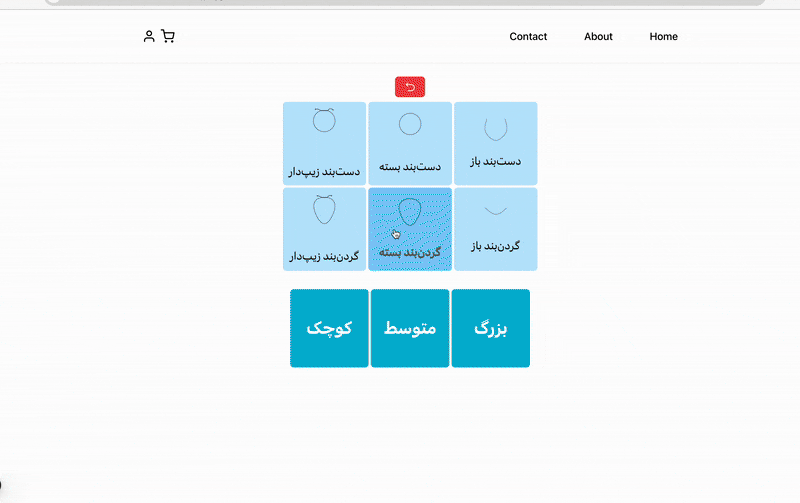 Contact
About
Home
دست‌بند باز
دست‌بند بسته
دست‌بند زیپ‌دار
گردن‌بند باز
گردن‌بند بسته
گردن‌بند زیپ‌دار
بزرگ
متوسط
کوچک